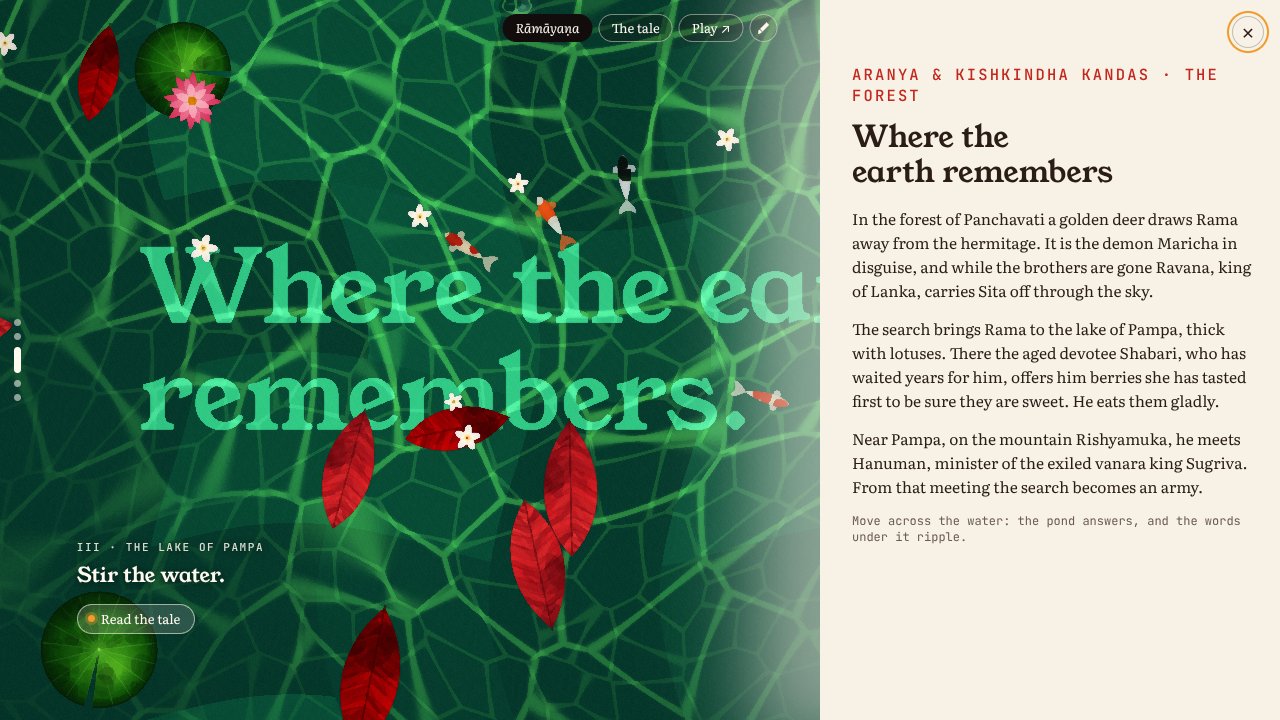 Rāmāyaṇa
The tale
Play ↗
Where the ea
remembers.
III · THE LAKE OF PAMPA
Stir the water.
Read the tale
×
ARANYA & KISHKINDHA KANDAS · THE
FOREST
Where the
earth remembers
In the forest of Panchavati a golden deer draws Rama
away from the hermitage. It is the demon Maricha in
disguise, and while the brothers are gone Ravana, king
of Lanka, carries Sita off through the sky.
The search brings Rama to the lake of Pampa, thick
with lotuses. There the aged devotee Shabari, who has
waited years for him, offers him berries she has tasted
first to be sure they are sweet. He eats them gladly.
Near Pampa, on the mountain Rishyamuka, he meets
Hanuman, minister of the exiled vanara king Sugriva.
From that meeting the search becomes an army.
Move across the water: the pond answers, and the words
under it ripple.